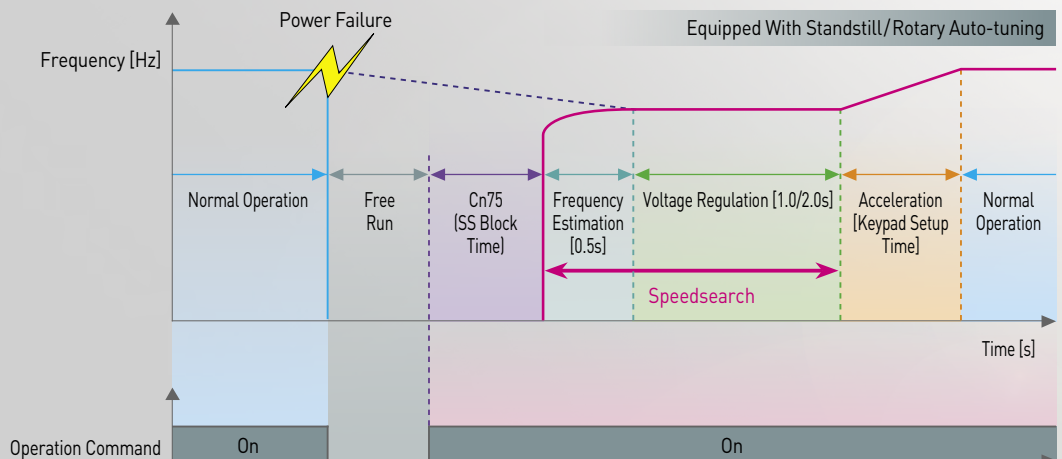 Power Failure
Equipped With Standstill/Rotary Auto-tuning
Frequency [Hz]
Normal Operation
Free
Run
Cn75
(SS Block
Time)
Frequency
Estimation
[0.5s]
Voltage Regulation [1.0/2.0s]
Acceleration
[Keypad Setup
Time]
Normal
Operation
Speedsearch
Time [s]
Operation Command
On
On